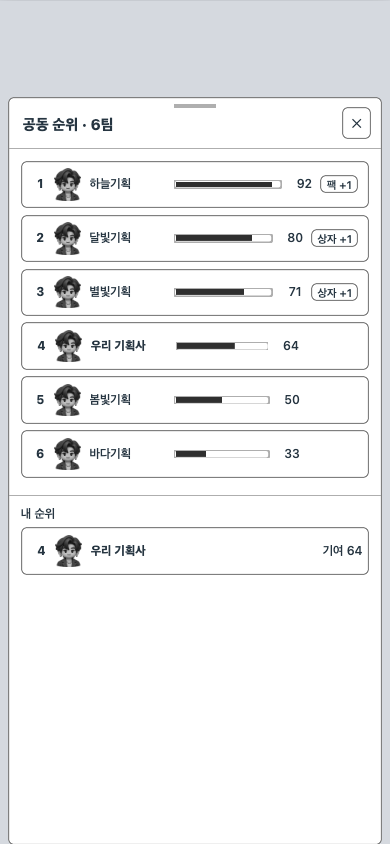 공동 순위 · 6팀 ×
1 하늘기획 92 팩 +1
2 달빛기획 80 상자 +1
3 별빛기획 71 상자 +1
4 우리 기획사 64
5 봄빛기획 50
6 바다기획 33
내 순위
4 우리 기획사 기여 64